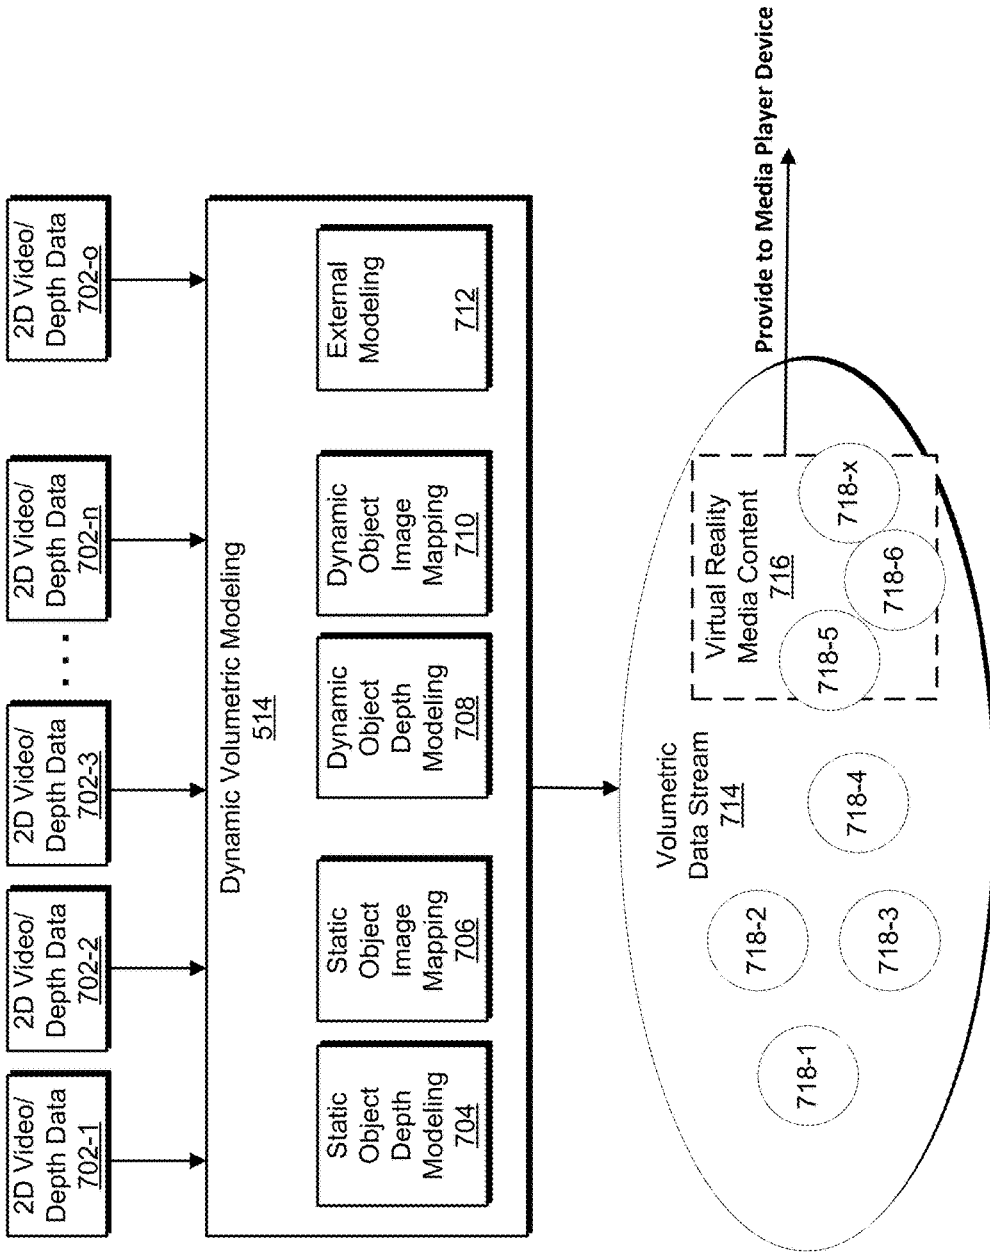 2D Video/
Depth Data
702-1
2D Video/
Depth Data
702-2
2D Video/
Depth Data
702-3
. . .
2D Video/
Depth Data
702-n
2D Video/
Depth Data
702-o
Dynamic Volumetric Modeling
514
Static
Object
Depth
Modeling
704
Static
Object
Image
Mapping
706
Dynamic
Object
Depth
Modeling
708
Dynamic
Object
Image
Mapping
710
External
Modeling
712
Volumetric
Data Stream
714
718-1
718-2
718-3
718-4
Virtual Reality
Media Content
716
718-5
718-6
718-x
Provide to Media Player Device